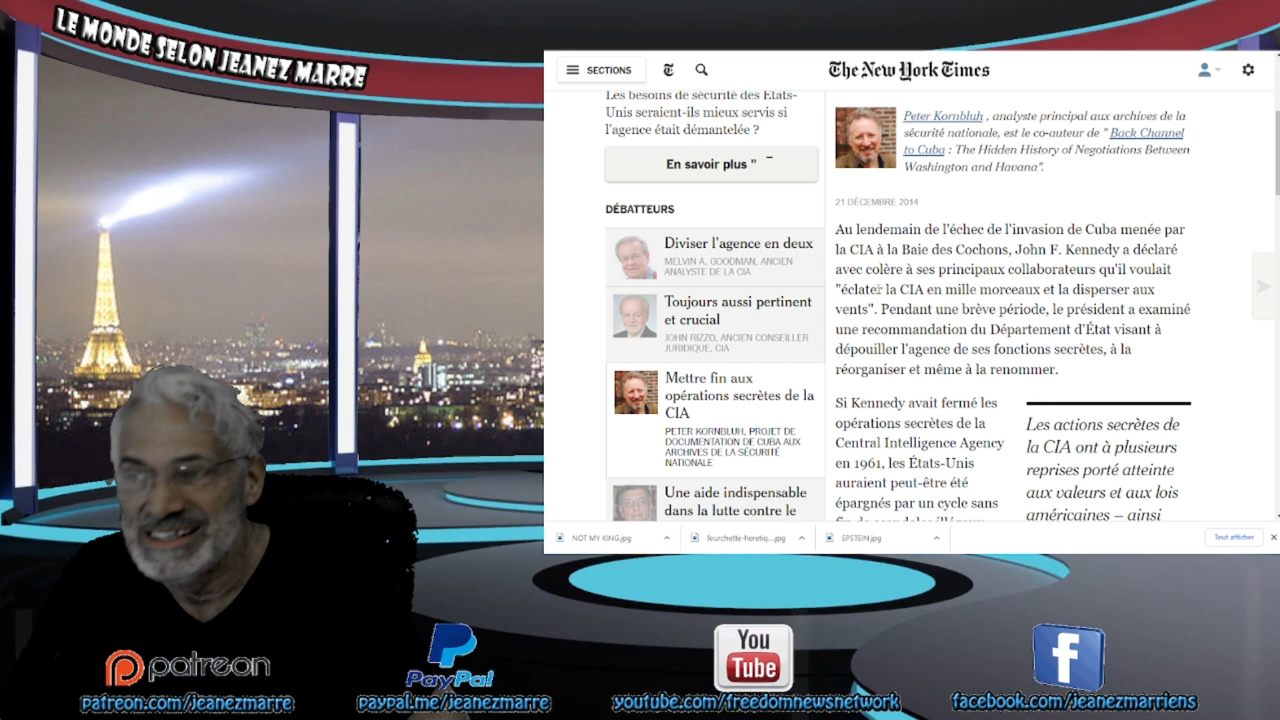 LE MONDE SELON JEANEZ MARRE
SECTIONS
The New York Times
Les besoins de sécurité des États-
Unis seraient-ils mieux servis si
l'agence était démantelée ?
En savoir plus "
DÉBATTEURS
Diviser l'agence en deux
MELVIN A. GOODMAN, ANCIEN
ANALYSTE DE LA CIA
Toujours aussi pertinent
et crucial
JOHN RIZZO, ANCIEN CONSEILLER
JURIDIQUE, CIA
Mettre fin aux
opérations secrètes de la
CIA
PETER KORNBLUH, PROJET DE
DOCUMENTATION DE CUBA AUX
ARCHIVES DE LA SÉCURITÉ
NATIONALE
Une aide indispensable
dans la lutte contre le
Peter Kornbluh , analyste principal aux archives de la
sécurité nationale, est le co-auteur de " Back Channel
to Cuba : The Hidden History of Negotiations Between
Washington and Havana".
21 DÉCEMBRE 2014
Au lendemain de l'échec de l'invasion de Cuba menée par
la CIA à la Baie des Cochons, John F. Kennedy a déclaré
avec colère à ses principaux collaborateurs qu'il voulait
"éclater la CIA en mille morceaux et la disperser aux
vents". Pendant une brève période, le président a examiné
une recommandation du Département d'État visant à
dépouiller l'agence de ses fonctions secrètes, à la
réorganiser et même à la renommer.
Si Kennedy avait fermé les
opérations secrètes de la
Central Intelligence Agency
en 1961, les États-Unis
auraient peut-être été
épargnés par un cycle sans
Les actions secrètes de
la CIA ont à plusieurs
reprises porté atteinte
aux valeurs et aux lois
américaines – ainsi
NOT MY KING.jpg
fourchette-heretiq....jpg
EPSTEIN.jpg
Tout afficher
patreon
patreon.com/jeanezmarre
PayPal
paypal.me/jeanezmarre
You
Tube
youtube.com/freedomnewsnetwork
f
facebook.com/jeanezmarriens